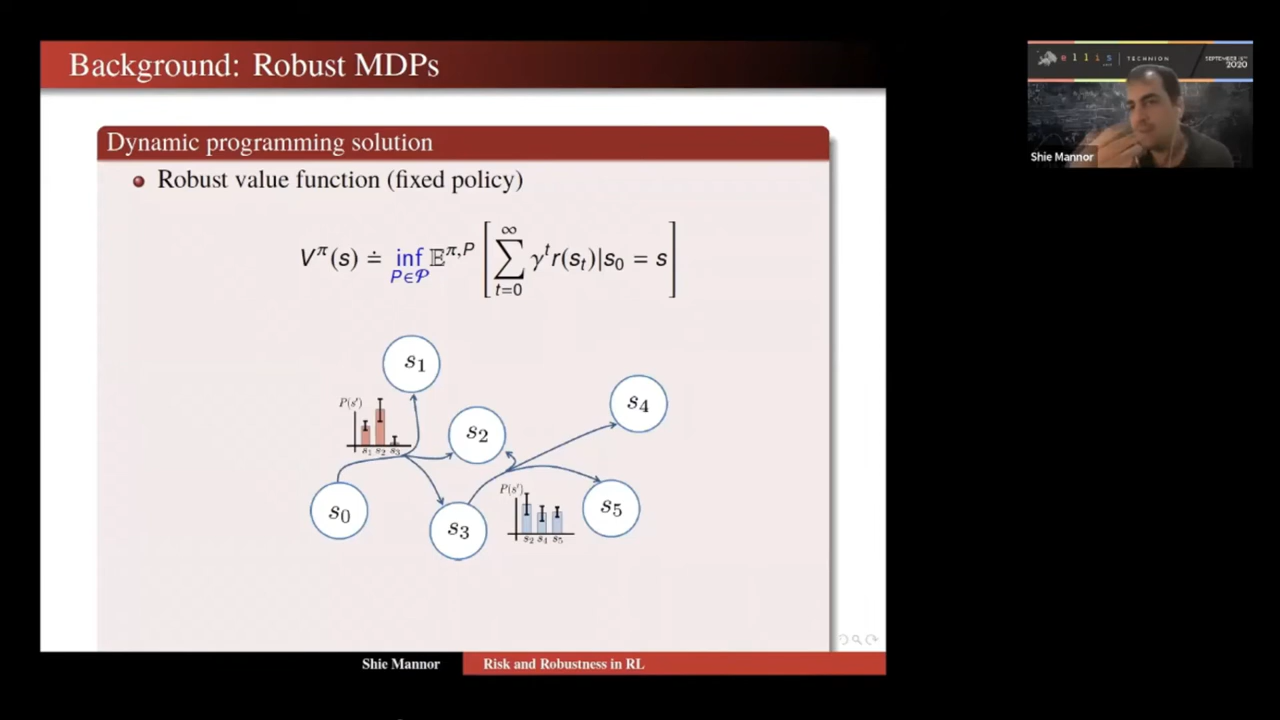 Background: Robust MDPs
Dynamic programming solution
Robust value function (fixed policy)
V^π(s) ≐ inf_{P∈𝒫} 𝔼^{π,P} [ ∑_{t=0}^{∞} γ^t r(s_t)|s_0 = s ]
s_1
P(s')
s_1 s_2 s_3
s_2
s_4
s_0
s_3
P(s')
s_2 s_4 s_5
s_5
Shie Mannor
Risk and Robustness in RL
ellis
TECHNION
2020
Shie Mannor